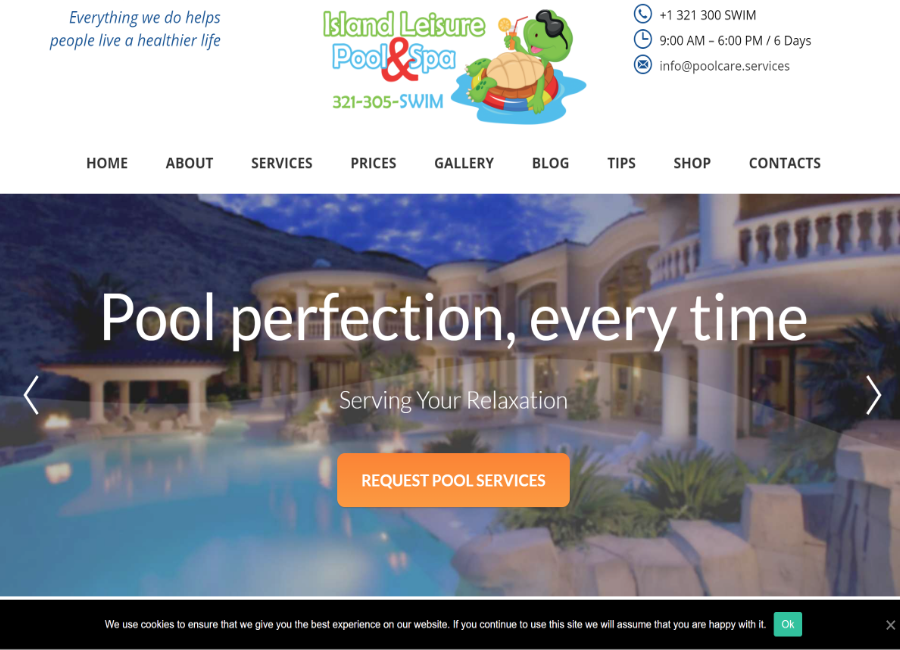 Everything we do helps
people live a healthier life
Island Leisure
Pool & Spa
321-305-SWIM
+1 321 300 SWIM
9:00 AM – 6:00 PM / 6 Days
info@poolcare.services
HOME ABOUT SERVICES PRICES GALLERY BLOG TIPS SHOP CONTACTS
Pool perfection, every time
Serving Your Relaxation
REQUEST POOL SERVICES
We use cookies to ensure that we give you the best experience on our website. If you continue to use this site we will assume that you are happy with it. Ok